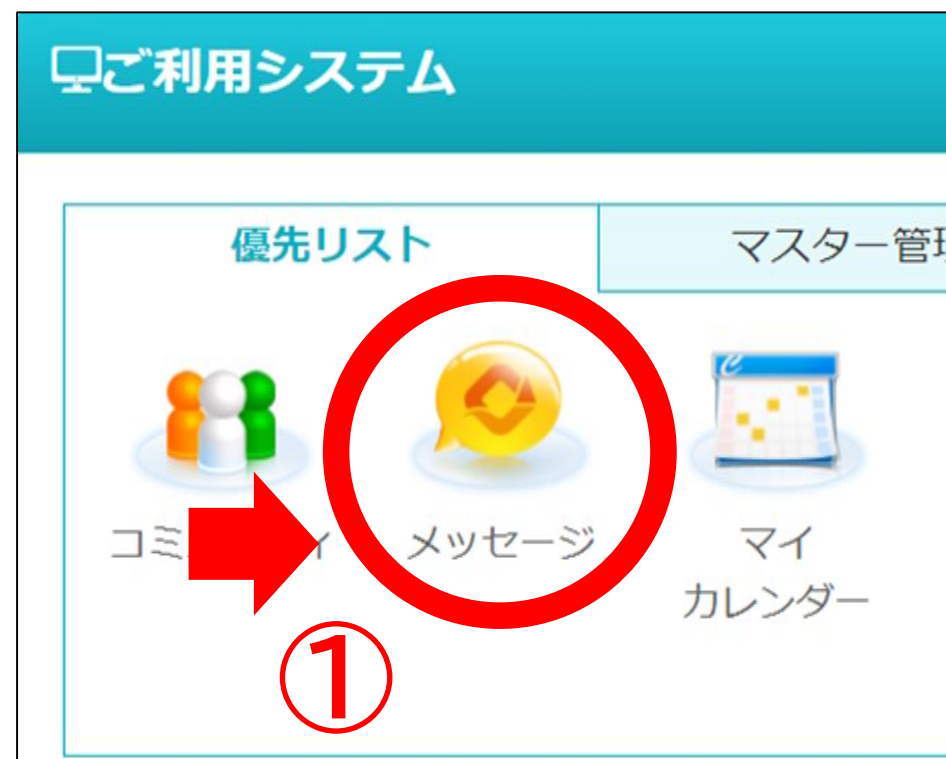 ご利用システム
優先リスト
マスター管
メッセージ
マイ
カレンダー
①